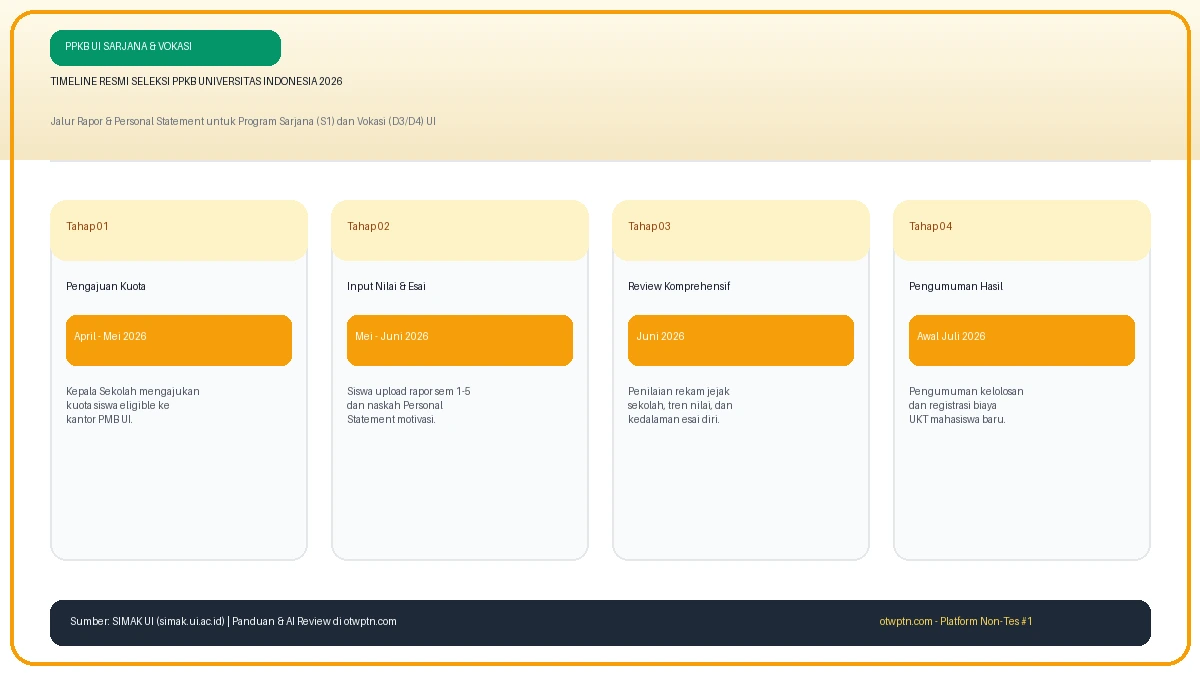 PPKB UI SARJANA & VOKASI
TIMELINE RESMI SELEKSI PPKB UNIVERSITAS INDONESIA 2026
Jalur Rapor & Personal Statement untuk Program Sarjana (S1) dan Vokasi (D3/D4) UI
Tahap 01
Pengajuan Kuota
April - Mei 2026
Kepala Sekolah mengajukan
kuota siswa eligible ke
kantor PMB UI.
Tahap 02
Input Nilai & Esai
Mei - Juni 2026
Siswa upload rapor sem 1-5
dan naskah Personal
Statement motivasi.
Tahap 03
Review Komprehensif
Juni 2026
Penilaian rekam jejak
sekolah, tren nilai, dan
kedalaman esai diri.
Tahap 04
Pengumuman Hasil
Awal Juli 2026
Pengumuman kelolosan
dan registrasi biaya
UKT mahasiswa baru.
Sumber: SIMAK UI (simak.ui.ac.id) | Panduan & AI Review di otwptn.com
otwptn.com - Platform Non-Tes #1